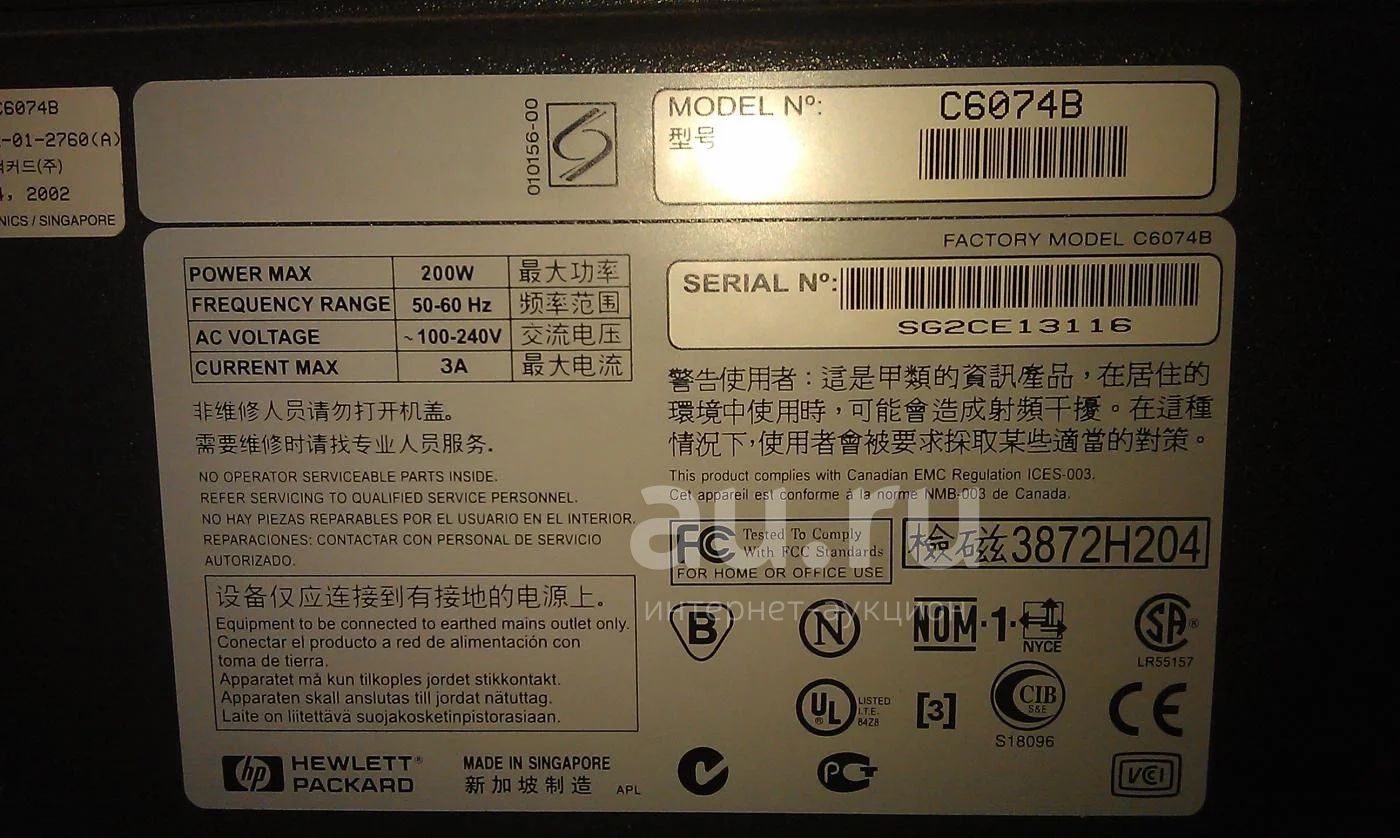 C6074B
-01-2760(A)
커드(주)
, 2002
NICS / SINGAPORE
010156-00
MODEL Nº:
型号
C6074B
FACTORY MODEL C6074B
POWER MAX 200W 最大功率
FREQUENCY RANGE 50-60 Hz 频率范围
AC VOLTAGE ~100-240V 交流电压
CURRENT MAX 3A 最大电流
SERIAL Nº:
SG2CE13116
非维修人员请勿打开机盖。
需要维修时请找专业人员服务.
NO OPERATOR SERVICEABLE PARTS INSIDE.
REFER SERVICING TO QUALIFIED SERVICE PERSONNEL.
NO HAY PIEZAS REPARABLES POR EL USUARIO EN EL INTERIOR.
REPARACIONES: CONTACTAR CON PERSONAL DE SERVICIO
AUTORIZADO.
警告使用者:這是甲類的資訊產品,在居住的
環境中使用時,可能會造成射頻干擾。在這種
情況下,使用者會被要求採取某些適當的對策。
This product complies with Canadian EMC Regulation ICES-003.
Cet appareil est conforme à la norme NMB-003 de Canada.
au.ru
интернет-аукцион
FC Tested To Comply
With FCC Standards
FOR HOME OR OFFICE USE
檢磁3872H204
设备仅应连接到有接地的电源上。
Equipment to be connected to earthed mains outlet only.
Conectar el producto a red de alimentación con
toma de tierra.
Apparatet må kun tilkoples jordet stikkontakt.
Apparaten skall anslutas till jordat nätuttag.
Laite on liitettävä suojakosketinpistorasiaan.
B N NOM-1- NYCE SA ®
LR55157
UL ® LISTED
I.T.E.
84Z8
[3]
CIB
S&E
S18096
CE
hp HEWLETT®
PACKARD
MADE IN SINGAPORE
新加坡制造 APL
PCT
VCI